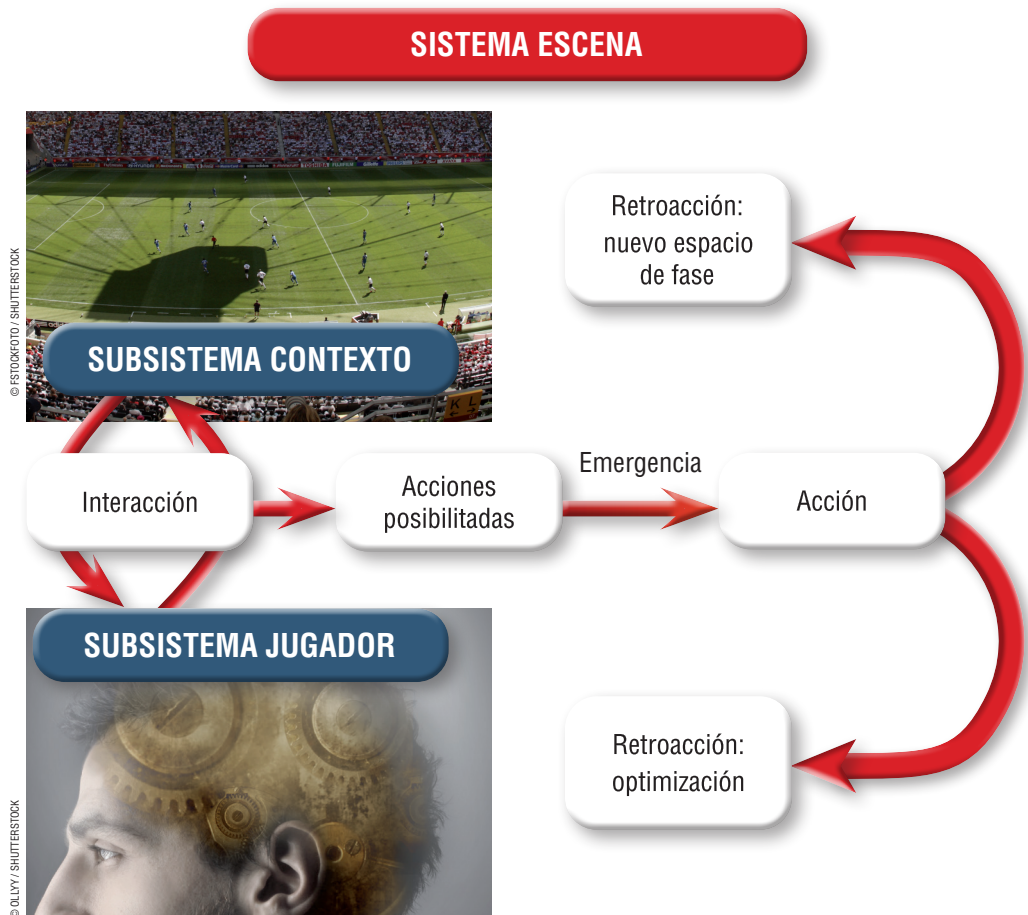 SISTEMA ESCENA
© FSTOCKFOTO / SHUTTERSTOCK
TOSHIBA
SUBSISTEMA CONTEXTO
K L
Retroacción:
nuevo espacio
de fase
Interacción
Acciones
posibilitadas
Emergencia
Acción
SUBSISTEMA JUGADOR
Retroacción:
optimización
© OLLYY / SHUTTERSTOCK